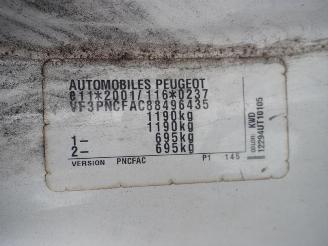 AUTOMOBILES PEUGEOT
e11*2001/116*0237
VF3PNCFAC88496435
1190kg
1190kg
1- 695kg
2- 695kg
VERSION PNCFAC P1 145
KWD
12294UT10105